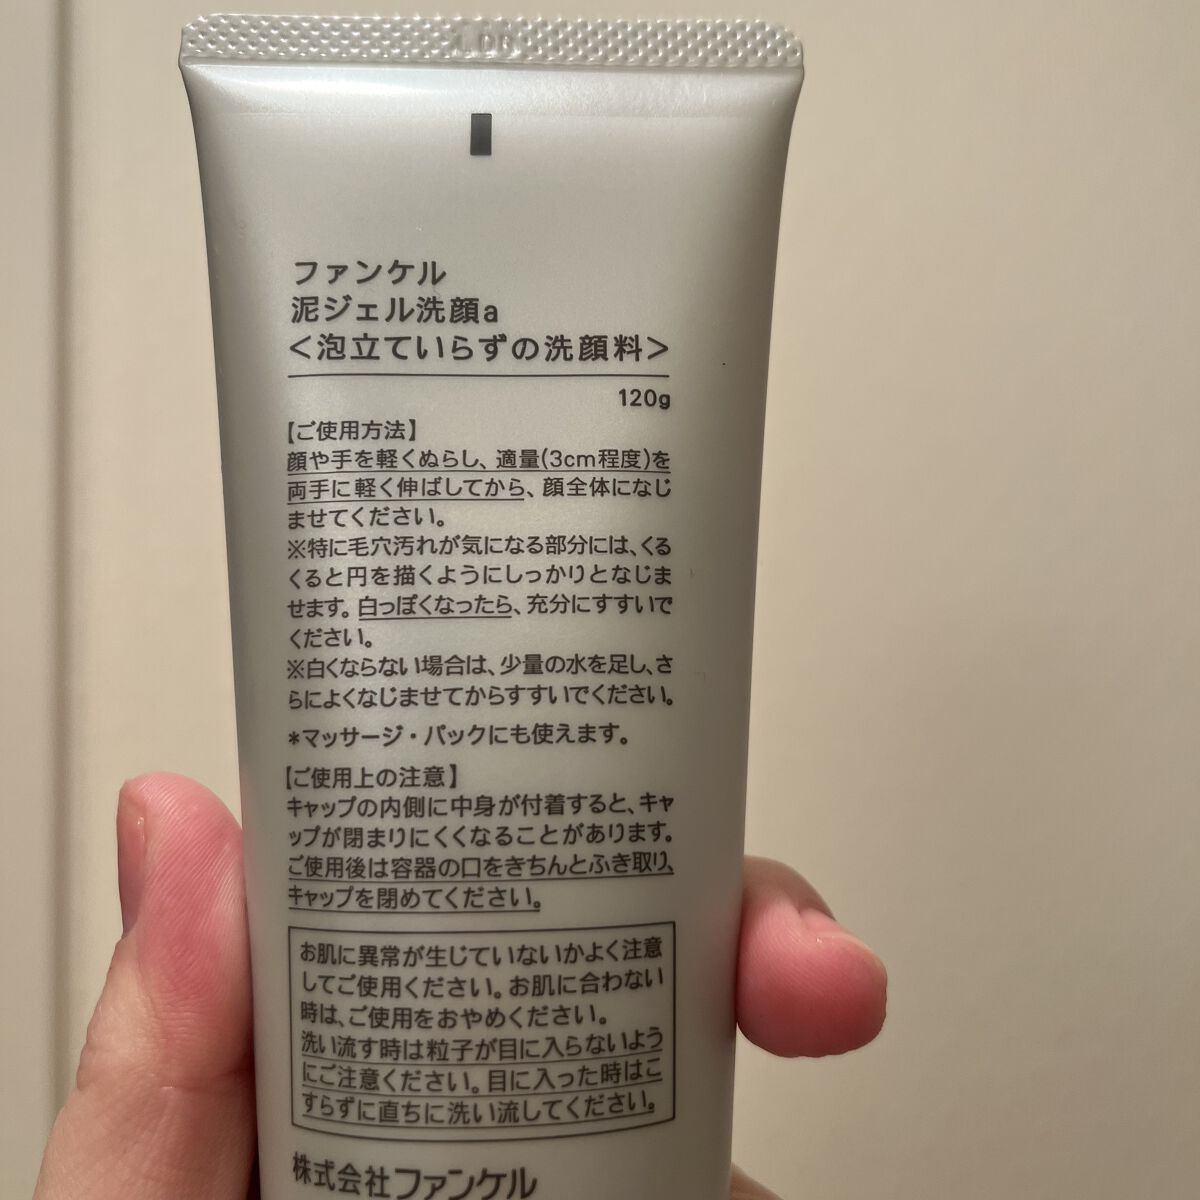 ファンケル
泥ジェル洗顔a
<泡立ていらずの洗顔料>
120g
【ご使用方法】
顔や手を軽くぬらし、適量(3cm程度)を
両手に軽く伸ばしてから、顔全体になじ
ませてください。
※特に毛穴汚れが気になる部分には、くる
くると円を描くようにしっかりとなじま
せます。白っぽくなったら、充分にすすいで
ください。
※白くならない場合は、少量の水を足し、さ
らによくなじませてからすすいでください。
*マッサージ・パックにも使えます。
【ご使用上の注意】
キャップの内側に中身が付着すると、キャ
ップが閉まりにくくなることがあります。
ご使用後は容器の口をきちんとふき取り、
キャップを閉めてください。
お肌に異常が生じていないかよく注意
してご使用ください。お肌に合わない
時は、ご使用をおやめください。
洗い流す時は粒子が目に入らないよう
にご注意ください。目に入った時はこ
すらずに直ちに洗い流してください。
株式会社ファンケル